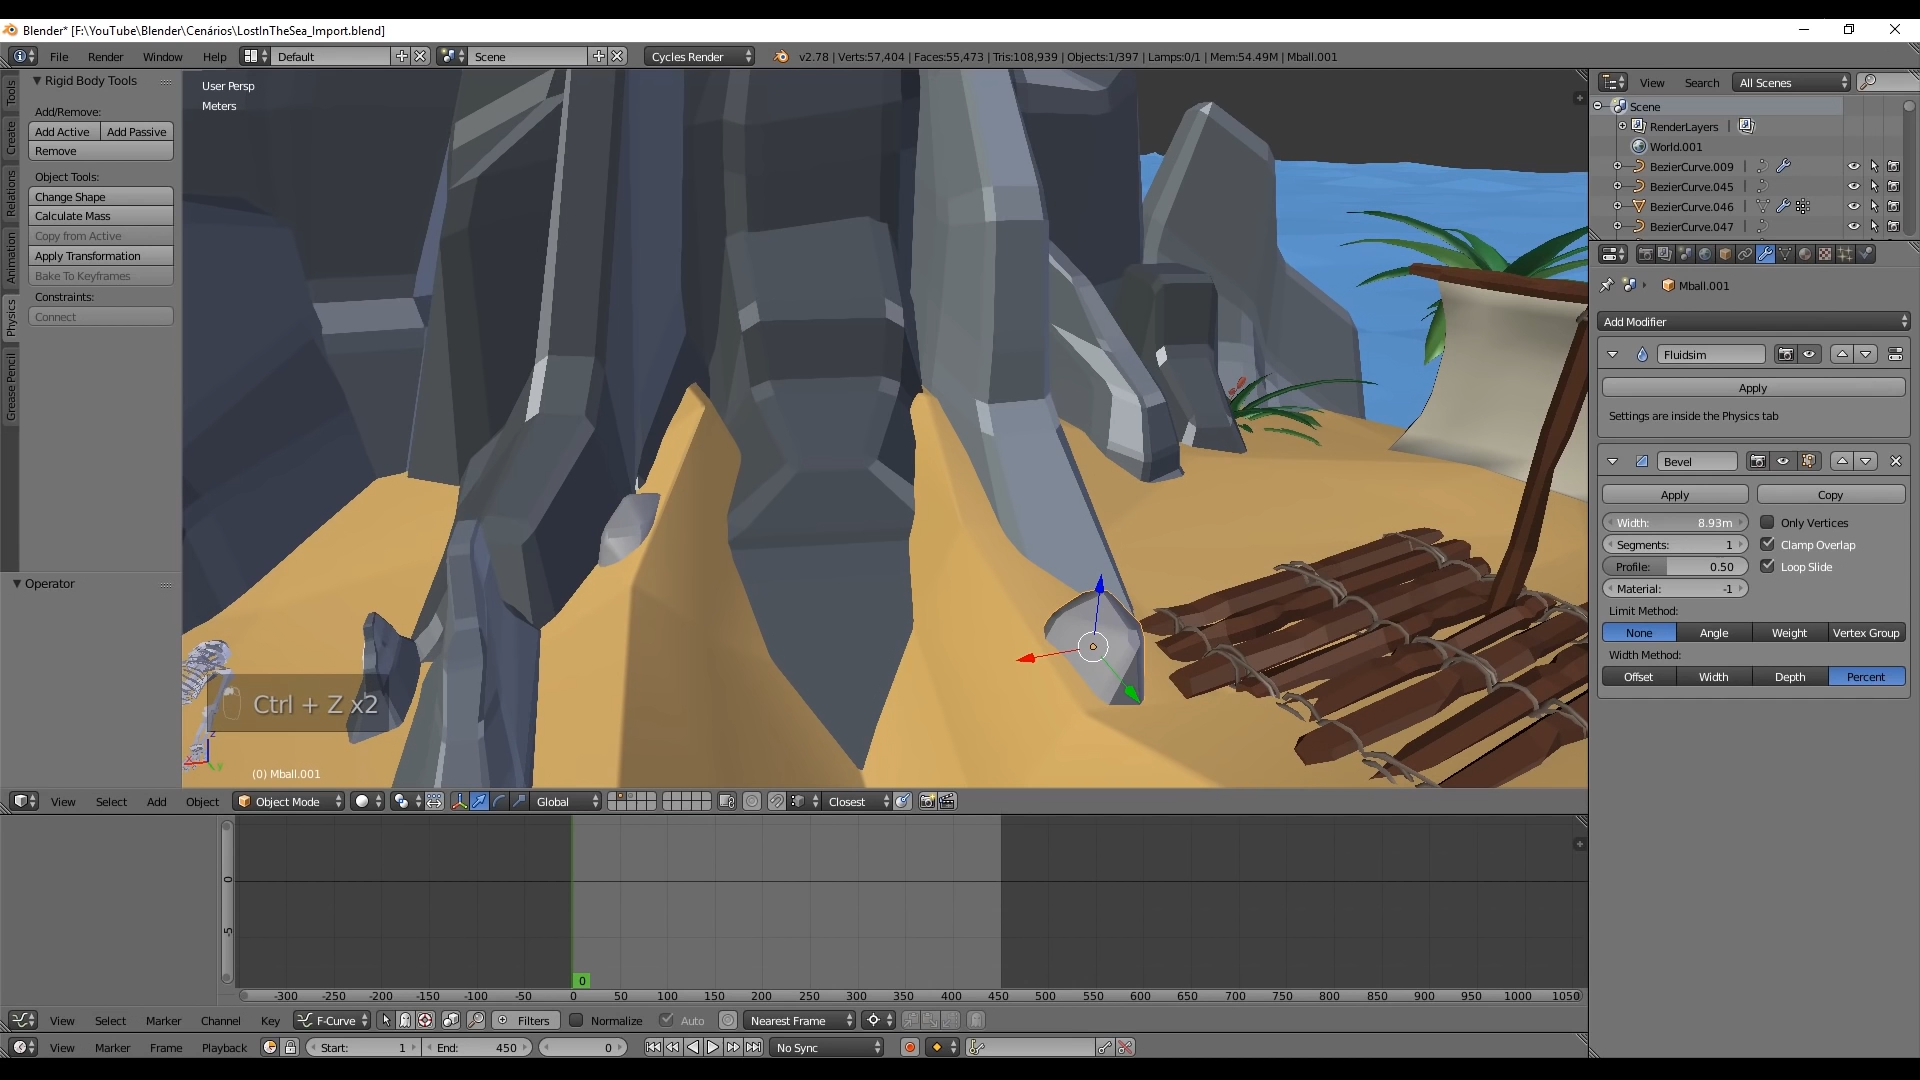 Blender* [F:\YouTube\Blender\Cenários\LostInTheSea_Import.blend]
File Render Window Help Default Scene Cycles Render v2.78 | Verts:57,404 | Faces:55,473 | Tris:108,939 | Objects:1/397 | Lamps:0/1 | Mem:54.49M | Mball.001
Tools
Create
Relations
Animation
Physics
Grease Pencil
Rigid Body Tools
Add/Remove:
Add Active Add Passive
Remove
Object Tools:
Change Shape
Calculate Mass
Copy from Active
Apply Transformation
Bake To Keyframes
Constraints:
Connect
Operator
User Persp
Meters
Ctrl + Z x2
z
x
y
(0) Mball.001
View Select Add Object Object Mode Global Closest
View Search All Scenes
Scene
RenderLayers |
World.001
BezierCurve.009 |
BezierCurve.045 |
BezierCurve.046 |
BezierCurve.047 |
Mball.001
Add Modifier
Fluidsim
Apply
Settings are inside the Physics tab
Bevel
Apply Copy
Width: 8.93m Only Vertices
Segments: 1 Clamp Overlap
Profile: 0.50 Loop Slide
Material: -1
Limit Method:
None Angle Weight Vertex Group
Width Method:
Offset Width Depth Percent
0
-5
0
-300 -250 -200 -150 -100 -50 0 50 100 150 200 250 300 350 400 450 500 550 600 650 700 750 800 850 900 950 1000 1050
View Select Marker Channel Key F-Curve Filters Normalize Auto Nearest Frame
View Marker Frame Playback Start: 1 End: 450 0 No Sync